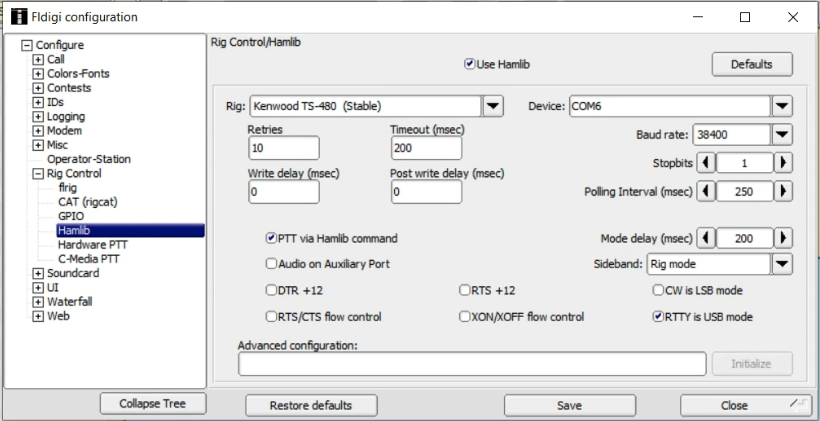 Fldigi configuration
Configure
Call
Colors-Fonts
Contests
IDs
Logging
Modem
Misc
Operator-Station
Rig Control
flrig
CAT (rigcat)
GPIO
Hamlib
Hardware PTT
C-Media PTT
Soundcard
UI
Waterfall
Web
Collapse Tree
Rig Control/Hamlib
Use Hamlib
Defaults
Rig: Kenwood TS-480 (Stable)
Device: COM6
Retries
Timeout (msec)
10
200
Baud rate: 38400
Stopbits 1
Write delay (msec)
Post write delay (msec)
0
0
Polling Interval (msec) 250
PTT via Hamlib command
Mode delay (msec) 200
Audio on Auxiliary Port
Sideband: Rig mode
DTR +12
RTS +12
CW is LSB mode
RTS/CTS flow control
XON/XOFF flow control
RTTY is USB mode
Advanced configuration:
Initialize
Restore defaults
Save
Close